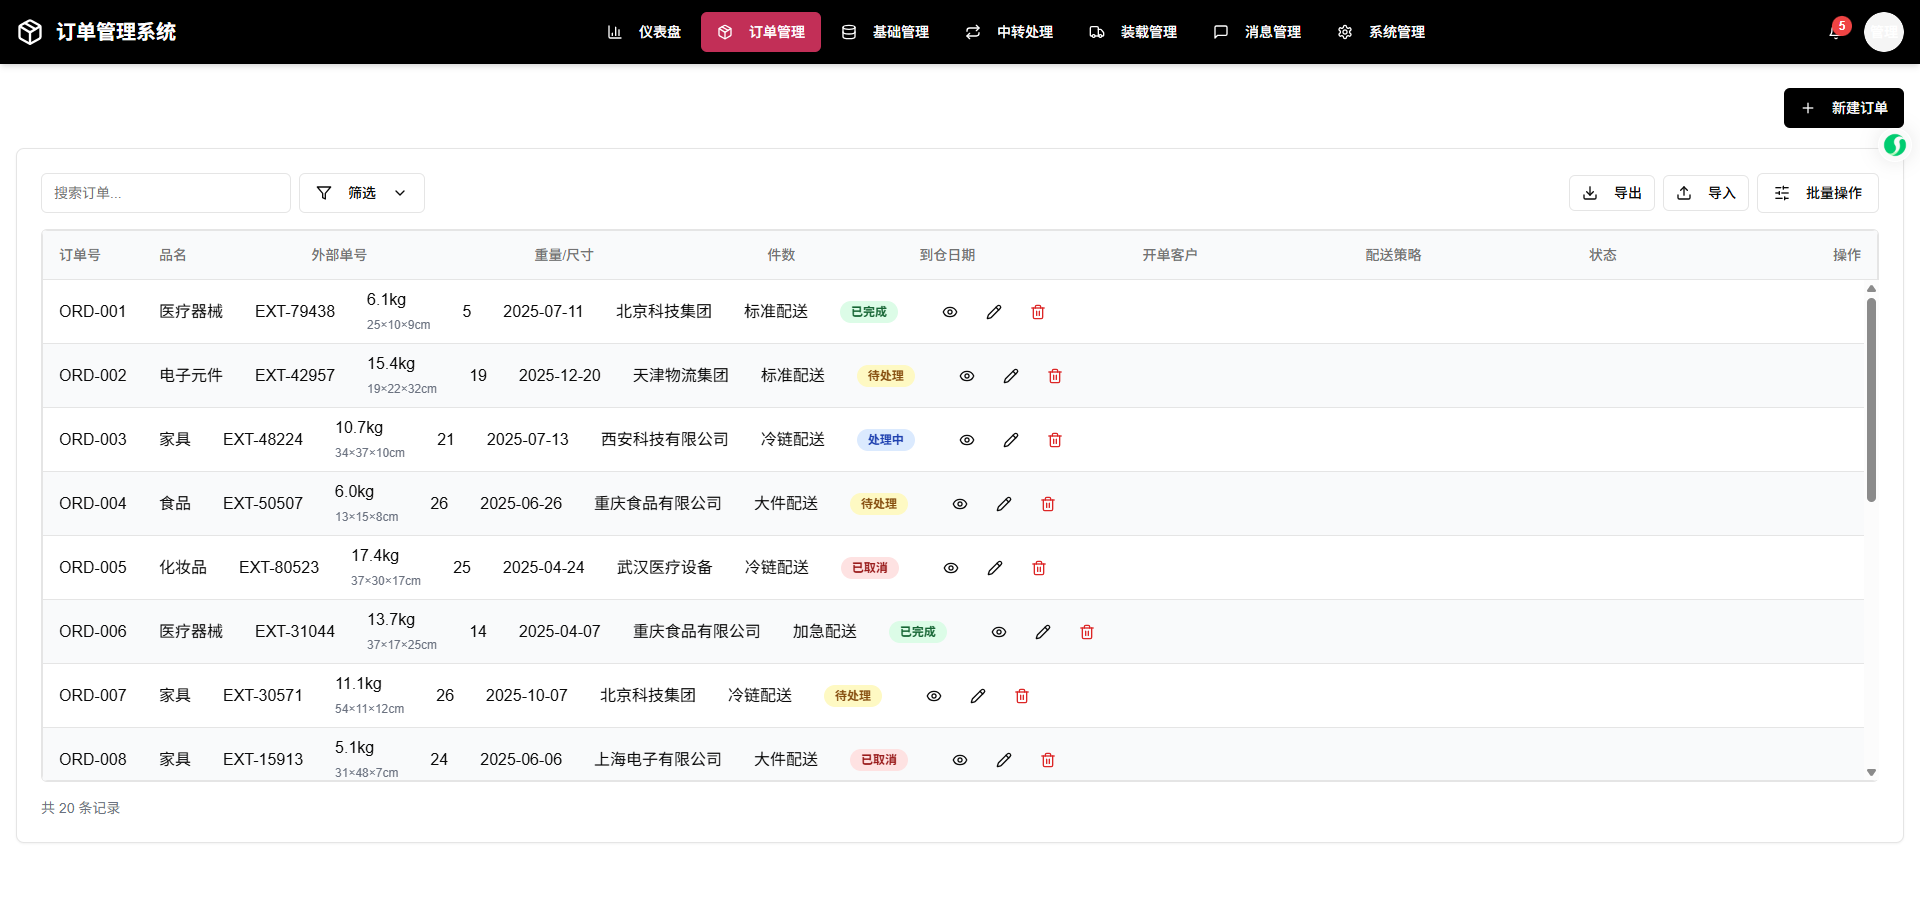 订单管理系统
仪表盘
订单管理
基础管理
中转处理
装载管理
消息管理
系统管理
5
新建订单
搜索订单...
筛选
导出
导入
批量操作
订单号 品名 外部单号 重量/尺寸 件数 到仓日期 开单客户 配送策略 状态 操作
ORD-001 医疗器械 EXT-79438 6.1kg 5 2025-07-11 北京科技集团 标准配送 已完成
25×10×9cm
ORD-002 电子元件 EXT-42957 15.4kg 19 2025-12-20 天津物流集团 标准配送 待处理
19×22×32cm
ORD-003 家具 EXT-48224 10.7kg 21 2025-07-13 西安科技有限公司 冷链配送 处理中
34×37×10cm
ORD-004 食品 EXT-50507 6.0kg 26 2025-06-26 重庆食品有限公司 大件配送 待处理
13×15×8cm
ORD-005 化妆品 EXT-80523 17.4kg 25 2025-04-24 武汉医疗设备 冷链配送 已取消
37×30×17cm
ORD-006 医疗器械 EXT-31044 13.7kg 14 2025-04-07 重庆食品有限公司 加急配送 已完成
37×17×25cm
ORD-007 家具 EXT-30571 11.1kg 26 2025-10-07 北京科技集团 冷链配送 待处理
54×11×12cm
ORD-008 家具 EXT-15913 5.1kg 24 2025-06-06 上海电子有限公司 大件配送 已取消
31×48×7cm
共 20 条记录